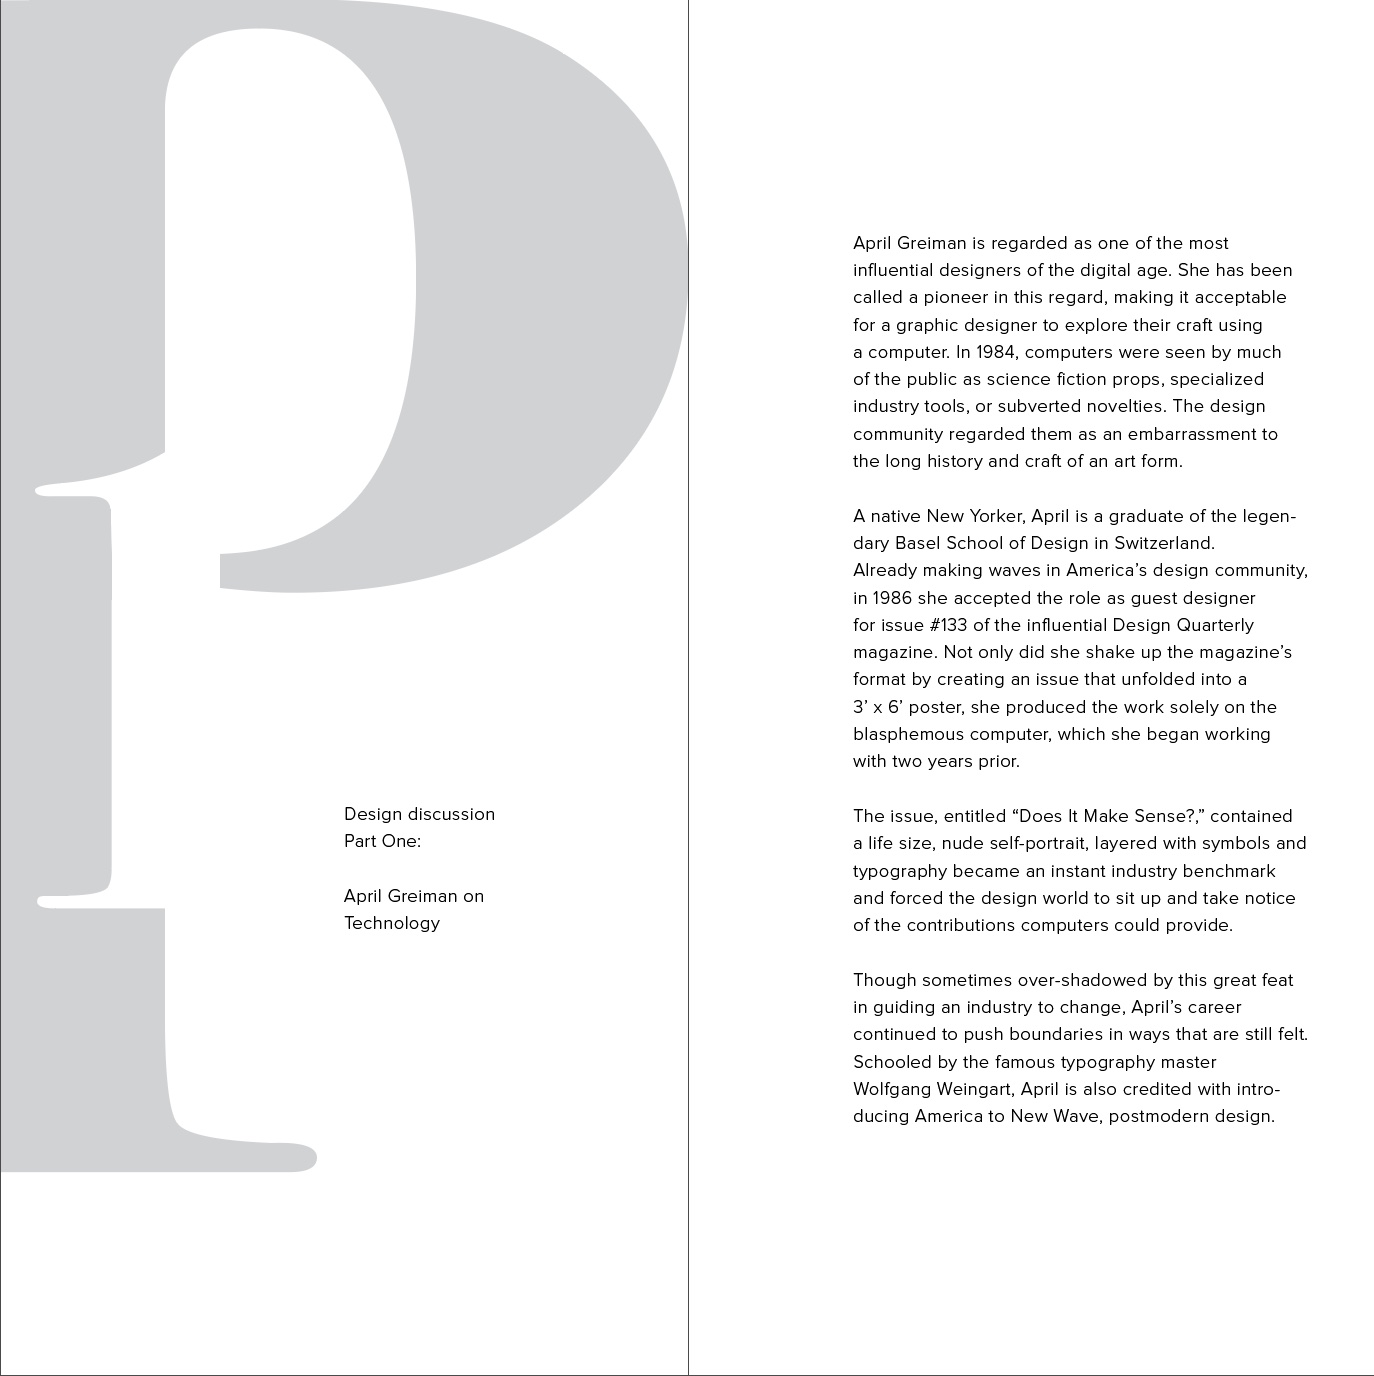 Design discussion
Part One:
April Greiman on
Technology
April Greiman is regarded as one of the most
influential designers of the digital age. She has been
called a pioneer in this regard, making it acceptable
for a graphic designer to explore their craft using
a computer. In 1984, computers were seen by much
of the public as science fiction props, specialized
industry tools, or subverted novelties. The design
community regarded them as an embarrassment to
the long history and craft of an art form.
A native New Yorker, April is a graduate of the legen-
dary Basel School of Design in Switzerland.
Already making waves in America’s design community,
in 1986 she accepted the role as guest designer
for issue #133 of the influential Design Quarterly
magazine. Not only did she shake up the magazine’s
format by creating an issue that unfolded into a
3’ x 6’ poster, she produced the work solely on the
blasphemous computer, which she began working
with two years prior.
The issue, entitled “Does It Make Sense?,” contained
a life size, nude self-portrait, layered with symbols and
typography became an instant industry benchmark
and forced the design world to sit up and take notice
of the contributions computers could provide.
Though sometimes over-shadowed by this great feat
in guiding an industry to change, April’s career
continued to push boundaries in ways that are still felt.
Schooled by the famous typography master
Wolfgang Weingart, April is also credited with intro-
ducing America to New Wave, postmodern design.